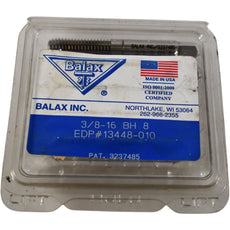 Balax
MADE IN USA
ISO 9001:2000
CERTIFIED
COMPANY
BALAX INC.
NORTHLAKE, WI 53064
262-966-2355
3/8-16 BH 8
EDP#13448-010
PAT. 3237485